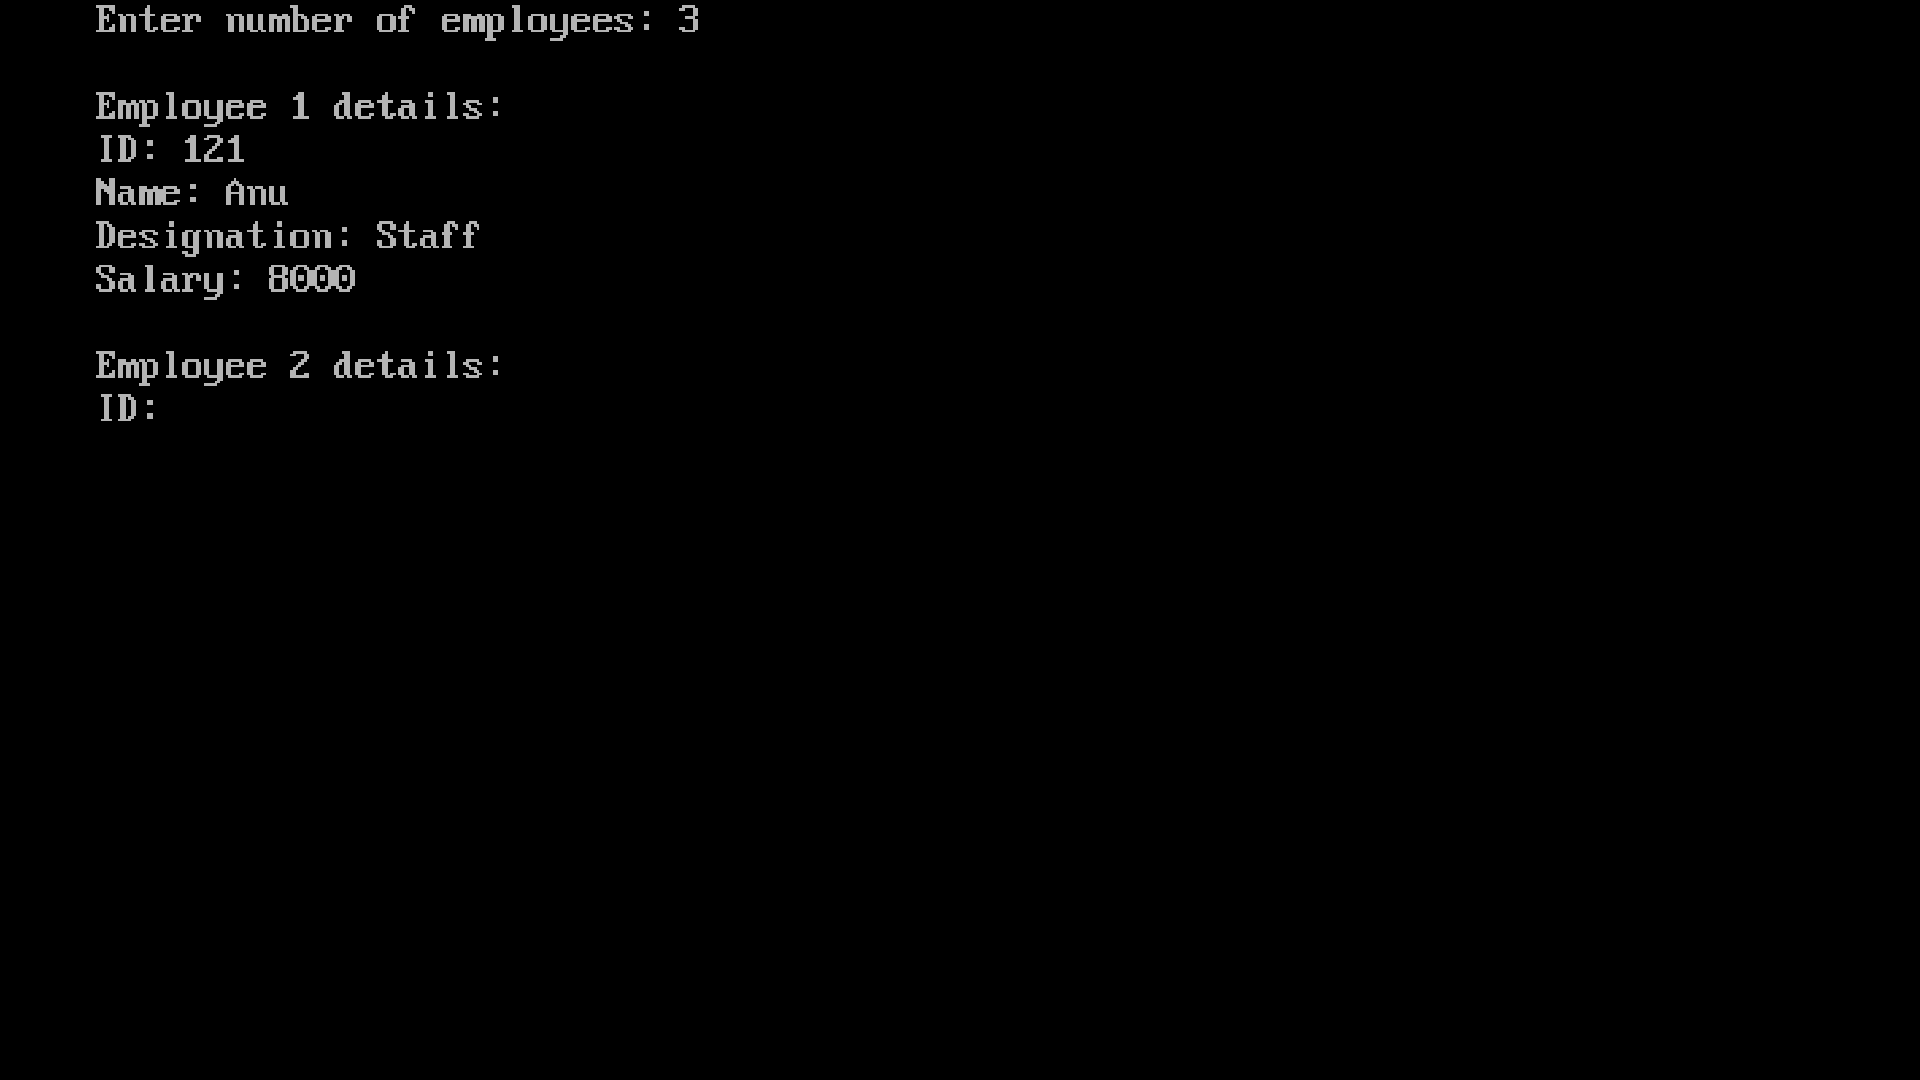 Enter number of employees: 3
Employee 1 details:
ID: 121
Name: Anu
Designation: Staff
Salary: 8000
Employee 2 details:
ID: